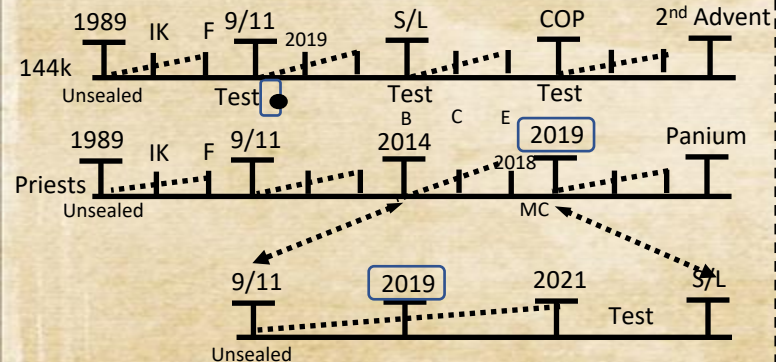 1989 IK F 9/11 2019 S/L COP 2nd Advent
144k
Unsealed Test Test Test
B C E
1989 IK F 9/11 2014 2018 2019 Panium
Priests
Unsealed MC
9/11 2019 2021 S/L
Test
Unsealed